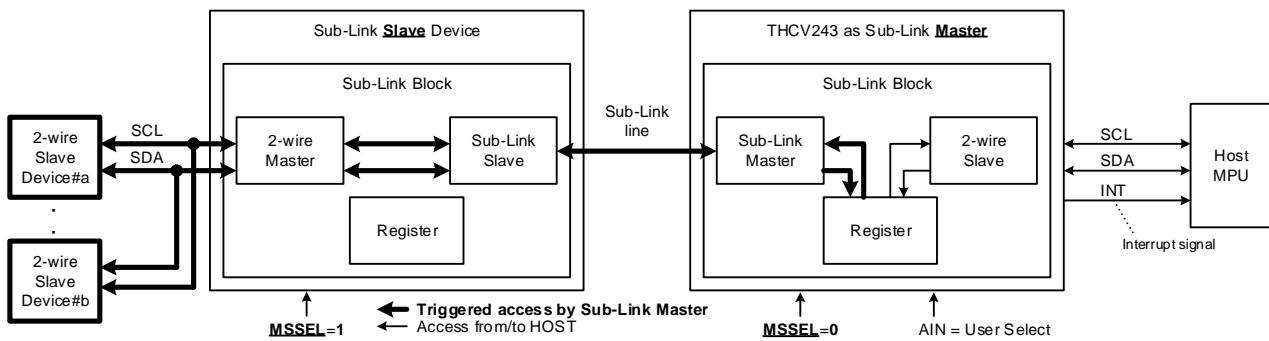 Sub-Link Slave Device
THCV243 as Sub-Link Master
Sub-Link Block
Sub-Link Block
2-wire
Slave
Device#a
SCL
SDA
2-wire
Master
Sub-Link
Slave
Sub-Link
line
Sub-Link
Master
2-wire
Slave
SCL
SDA
INT
Host
MPU
Register
Register
Interrupt signal
.
.
2-wire
Slave
Device#b
MSSEL=1
Triggered access by Sub-Link Master
Access from/to HOST
MSSEL=0
AIN = User Select